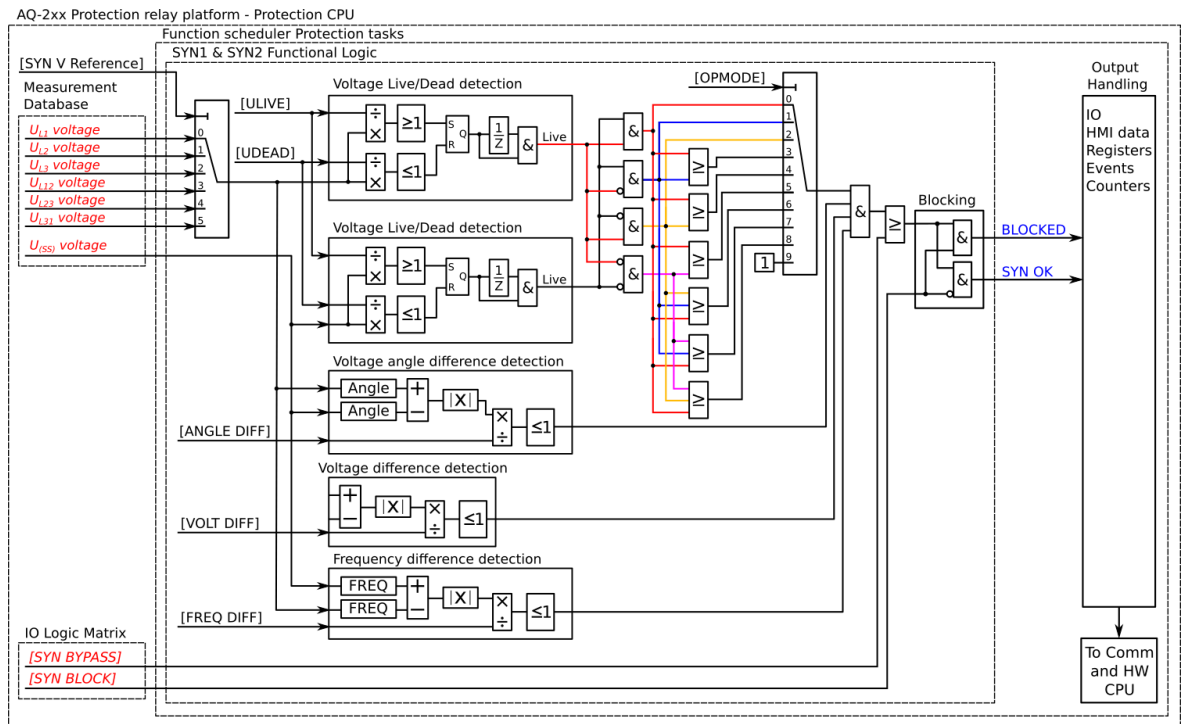 AQ-2xx Protection relay platform - Protection CPU
Function scheduler Protection tasks
SYN1 & SYN2 Functional Logic
[SYN V Reference]
Measurement
Database
UL1 voltage
UL2 voltage
UL3 voltage
UL12 voltage
UL23 voltage
UL31 voltage
U(SS) voltage
0
1
2
3
4
5
[ULIVE]
[UDEAD]
Voltage Live/Dead detection
÷
×
≥1
÷
×
≤1
S
R
Q
1
Z
&
Live
Voltage Live/Dead detection
÷
×
≥1
÷
×
≤1
S
R
Q
1
Z
&
Live
&
&
&
&
≥
≥
≥
≥
≥
≥
[OPMODE]
0
1
2
3
4
5
6
7
8
9
1
&
≥
Blocking
&
&
BLOCKED
SYN OK
Output
Handling
IO
HMI data
Registers
Events
Counters
To Comm
and HW
CPU
Voltage angle difference detection
Angle
Angle
+
−
|X|
×
÷
≤1
[ANGLE DIFF]
Voltage difference detection
+
−
|X|
×
÷
≤1
[VOLT DIFF]
Frequency difference detection
FREQ
FREQ
+
−
|X|
×
÷
≤1
[FREQ DIFF]
IO Logic Matrix
[SYN BYPASS]
[SYN BLOCK]